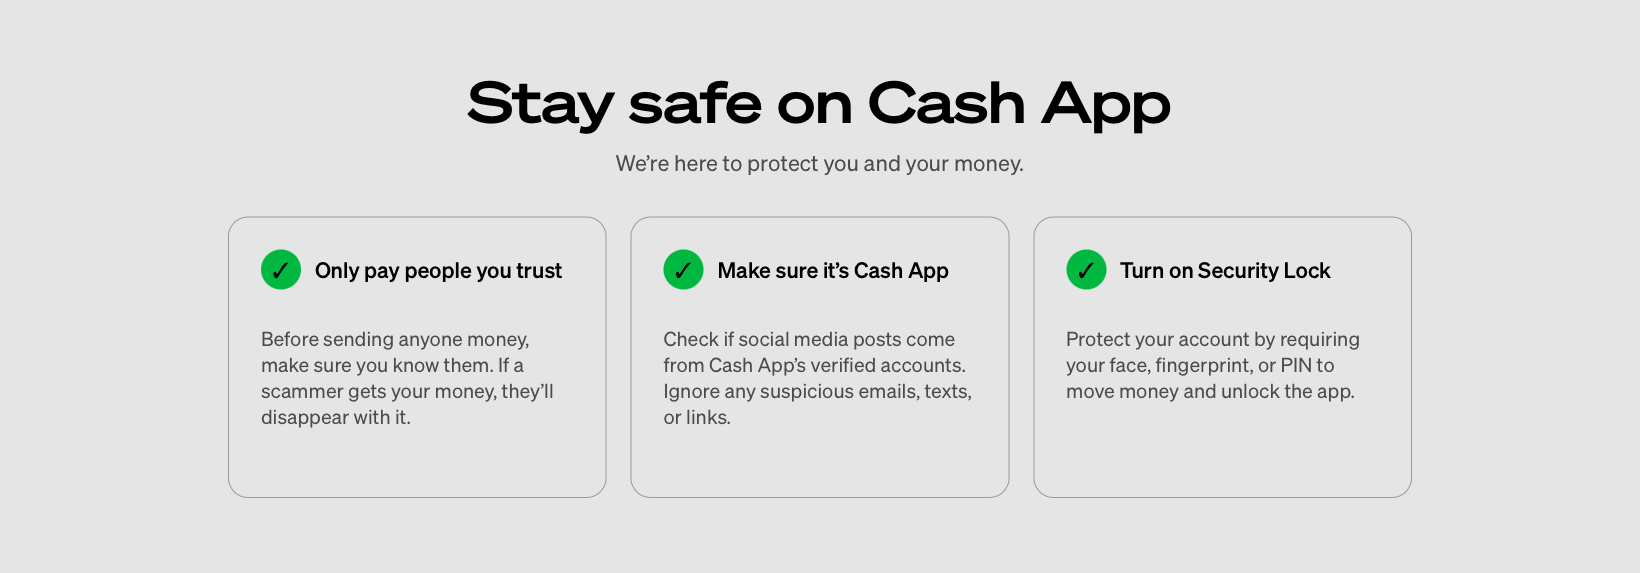 Stay safe on Cash App
We’re here to protect you and your money.
✓ Only pay people you trust
Before sending anyone money,
make sure you know them. If a
scammer gets your money, they’ll
disappear with it.
✓ Make sure it’s Cash App
Check if social media posts come
from Cash App’s verified accounts.
Ignore any suspicious emails, texts,
or links.
✓ Turn on Security Lock
Protect your account by requiring
your face, fingerprint, or PIN to
move money and unlock the app.